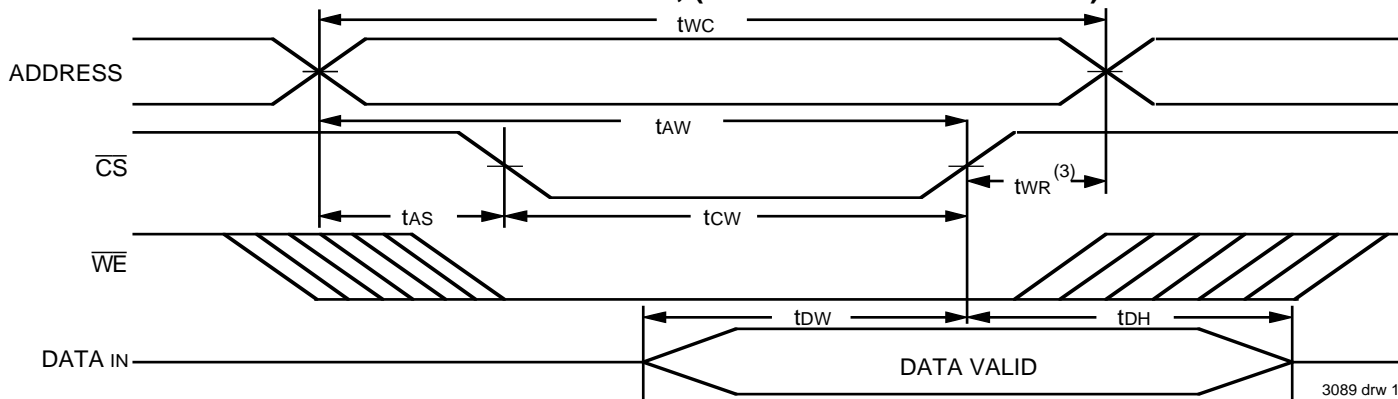 tWC
ADDRESS
tAW
CS
tWR (3)
tAS
tCW
WE
tDW
tDH
DATA IN
DATA VALID
3089 drw 1